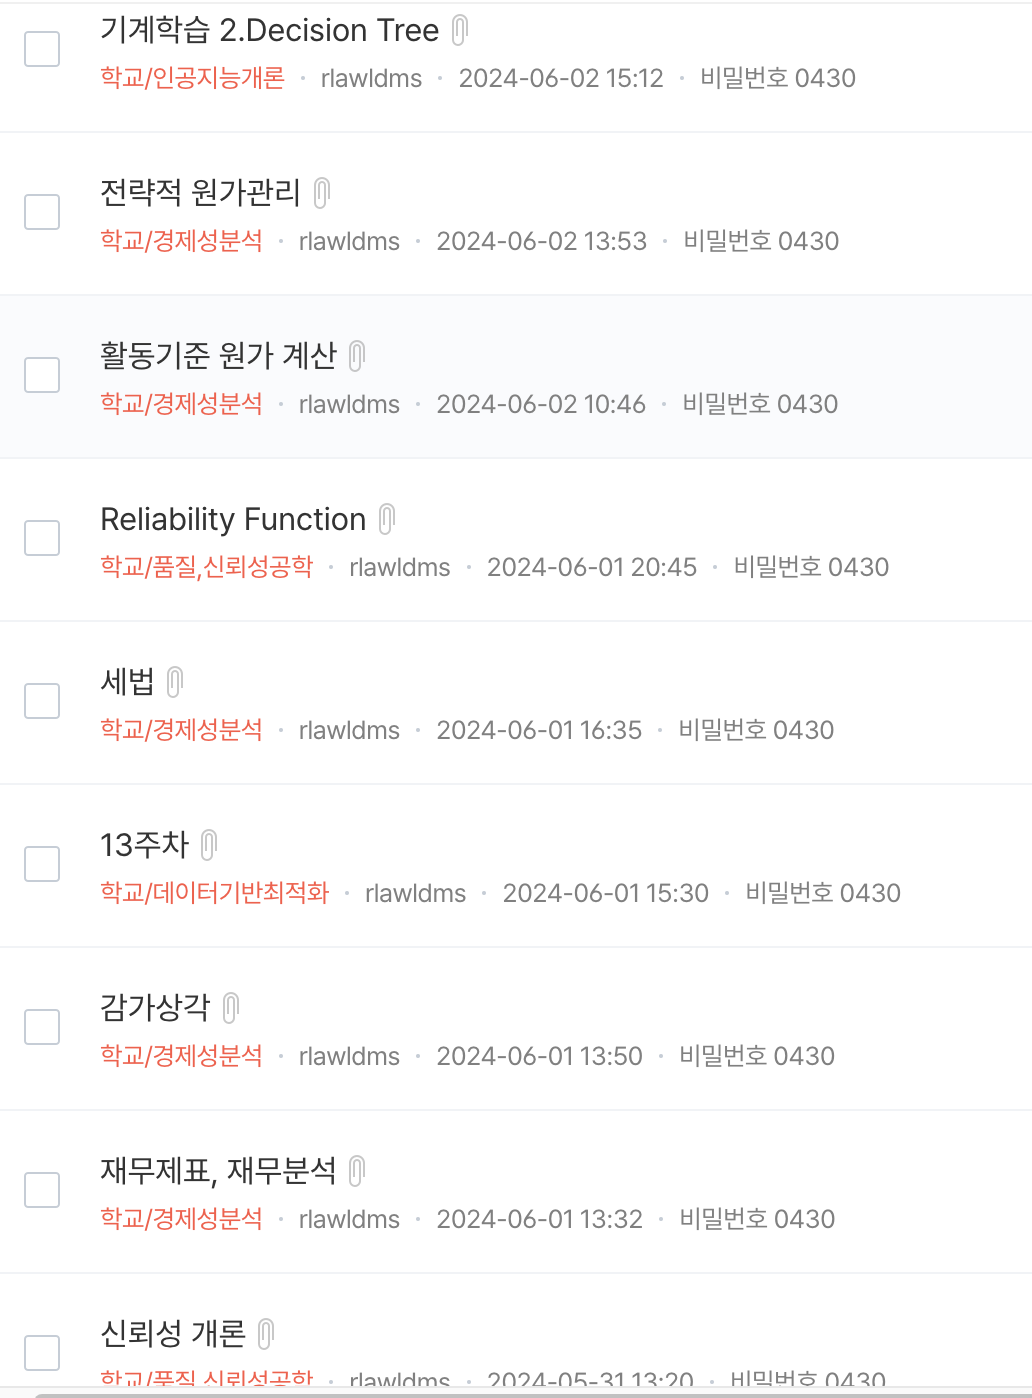 기계학습 2.Decision Tree
학교/인공지능개론 · rlawldms · 2024-06-02 15:12 · 비밀번호 0430
전략적 원가관리
학교/경제성분석 · rlawldms · 2024-06-02 13:53 · 비밀번호 0430
활동기준 원가 계산
학교/경제성분석 · rlawldms · 2024-06-02 10:46 · 비밀번호 0430
Reliability Function
학교/품질,신뢰성공학 · rlawldms · 2024-06-01 20:45 · 비밀번호 0430
세법
학교/경제성분석 · rlawldms · 2024-06-01 16:35 · 비밀번호 0430
13주차
학교/데이터기반최적화 · rlawldms · 2024-06-01 15:30 · 비밀번호 0430
감가상각
학교/경제성분석 · rlawldms · 2024-06-01 13:50 · 비밀번호 0430
재무제표, 재무분석
학교/경제성분석 · rlawldms · 2024-06-01 13:32 · 비밀번호 0430
신뢰성 개론
학교/품질,신뢰성공학 · rlawldms · 2024-05-31 13:20 · 비밀번호 0430